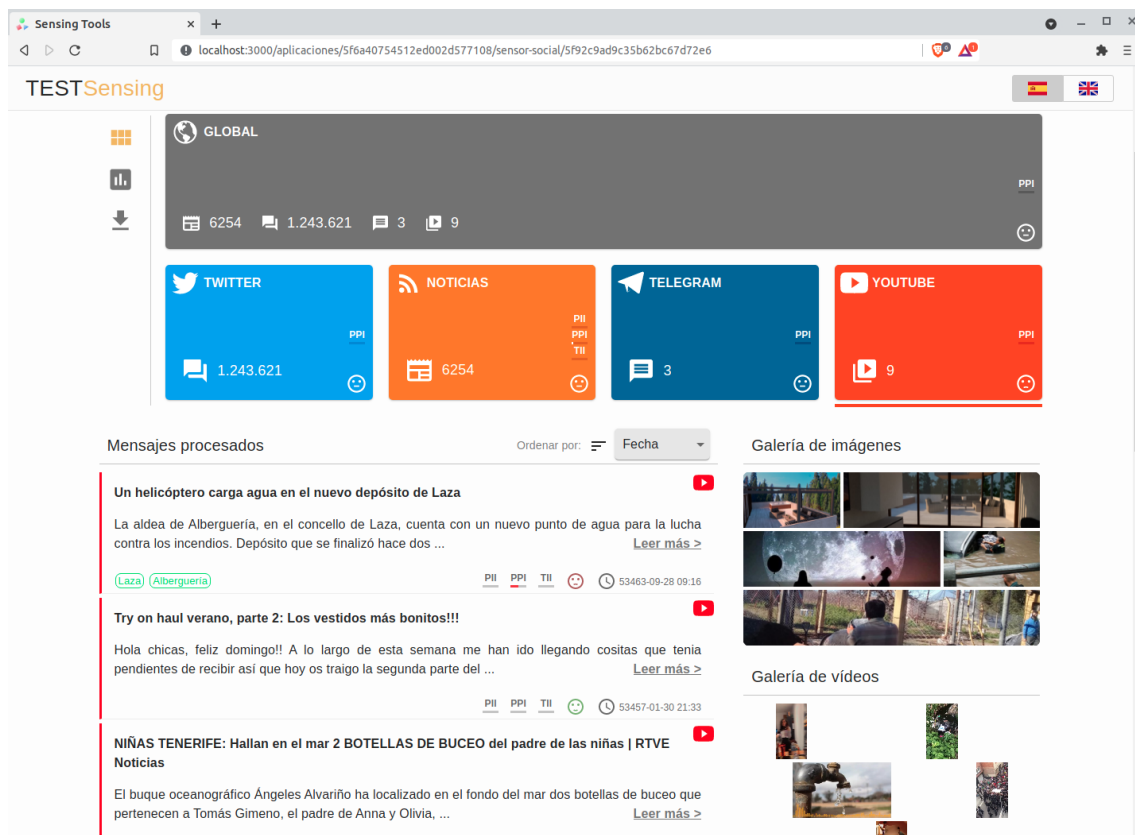 Sensing Tools
localhost:3000/aplicaciones/5f6a40754512ed002d577108/sensor-social/5f92c9ad9c35b62bc67d72e6
TESTSensing
GLOBAL
PPI
6254 1.243.621 3 9
TWITTER
PPI
1.243.621
NOTICIAS
PII
PPI
TII
6254
TELEGRAM
PPI
3
YOUTUBE
PPI
9
Mensajes procesados
Ordenar por: Fecha
Un helicóptero carga agua en el nuevo depósito de Laza
La aldea de Alberguería, en el concello de Laza, cuenta con un nuevo punto de agua para la lucha
contra los incendios. Depósito que se finalizó hace dos ... Leer más >
Laza Alberguería PII PPI TII 53463-09-28 09:16
Try on haul verano, parte 2: Los vestidos más bonitos!!!
Hola chicas, feliz domingo!! A lo largo de esta semana me han ido llegando cositas que tenia
pendientes de recibir así que hoy os traigo la segunda parte del ... Leer más >
PII PPI TII 53457-01-30 21:33
NIÑAS TENERIFE: Hallan en el mar 2 BOTELLAS DE BUCEO del padre de las niñas | RTVE
Noticias
El buque oceanográfico Ángeles Alvariño ha localizado en el fondo del mar dos botellas de buceo que
pertenecen a Tomás Gimeno, el padre de Anna y Olivia, ... Leer más >
Galería de imágenes
Galería de vídeos